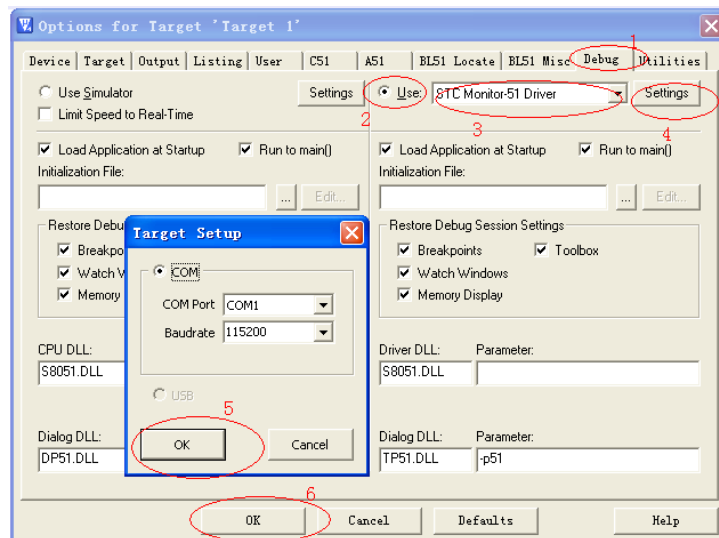 Options for Target 'Target 1'
1
Device Target Output Listing User C51 A51 BL51 Locate BL51 Misc Debug Utilities
Use Simulator Settings
Limit Speed to Real-Time
2
Use: STC Monitor-51 Driver Settings
3
4
Load Application at Startup Run to main()
Initialization File:
... Edit...
Load Application at Startup Run to main()
Initialization File:
... Edit...
Restore Debu
Breakpo
Watch W
Memory
Restore Debug Session Settings
Breakpoints Toolbox
Watch Windows
Memory Display
Target Setup
COM
COM Port COM1
Baudrate 115200
USB
5
OK Cancel
CPU DLL:
S8051.DLL
Driver DLL: Parameter:
S8051.DLL
Dialog DLL:
DP51.DLL
Dialog DLL: Parameter:
TP51.DLL -p51
6
OK Cancel Defaults Help